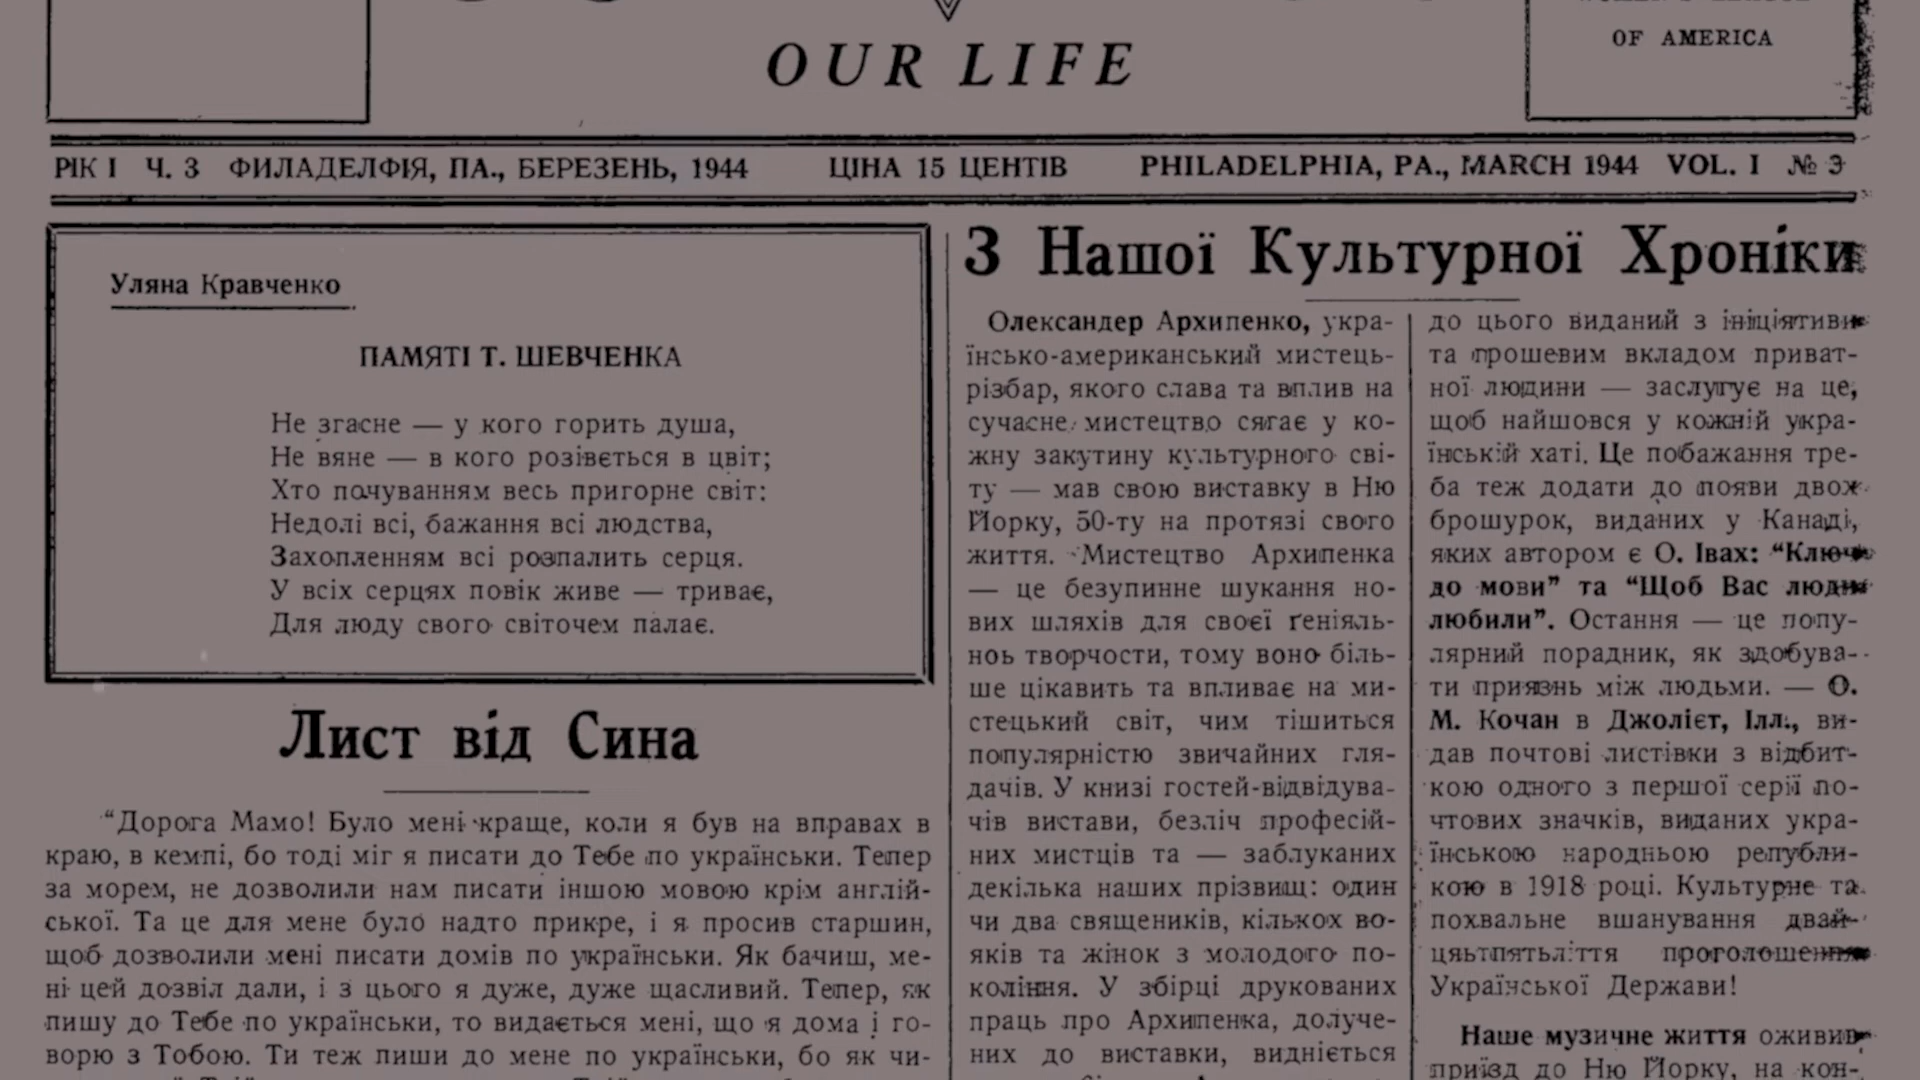 OUR LIFE
OF AMERICA
РІК І Ч. 3 ФИЛАДЕЛФІЯ, ПА., БЕРЕЗЕНЬ, 1944 ЦІНА 15 ЦЕНТІВ PHILADELPHIA, PA., MARCH 1944 VOL. I № 3
Уляна Кравченко
ПАМЯТІ Т. ШЕВЧЕНКА
Не згасне — у кого горить душа,
Не вяне — в кого розівється в цвіт;
Хто почуванням весь пригорне світ:
Недолі всі, бажання всі людства,
Захопленням всі розпалить серця.
У всіх серцях повік живе — триває,
Для люду свого світочем палає.
Лист від Сина
“Дорога Мамо! Було мені краще, коли я був на вправах в
краю, в кемпі, бо тоді міг я писати до Тебе по українськи. Тепер
за морем, не дозволили нам писати іншою мовою крім англій-
ської. Та це для мене було надто прикре, і я просив старшин,
щоб дозволили мені писати домів по українськи. Як бачиш, ме-
ні цей дозвіл дали, і з цього я дуже, дуже щасливий. Тепер, як
пишу до Тебе по українськи, то видається мені, що я дома і го-
ворю з Тобою. Ти теж пиши до мене по українськи, бо як чи-
З Нашої Культурної Хроніки
Олександер Архипенко, укра-
їнсько-американський мистець-
різбар, якого слава та вплив на
сучасне мистецтво сягає у ко-
жну закутину культурного сві-
ту — мав свою виставку в Ню
Йорку, 50-ту на протязі свого
життя. Мистецтво Архипенка
— це безупинне шукання но-
вих шляхів для своєї ґеніяль-
ноь творчости, тому воно біль-
ше цікавить та впливає на ми-
стецький світ, чим тішиться
популярністю звичайних гля-
дачів. У книзі гостей-відвідува-
чів вистави, безліч професій-
них мистців та — заблуканих
декілька наших прізвищ: один
чи два священиків, кількох во-
яків та жінок з молодого по-
коління. У збірці друкованих
праць про Архипенка, долуче-
них до виставки, видніється
до цього виданий з ініціятиви
та грошевим вкладом приват-
ної людини — заслугує на це,
щоб найшовся у кожній укра-
їнській хаті. Це побажання тре-
ба теж додати до появи двох
брошурок, виданих у Канаді,
яких автором є О. Івах: “Ключ
до мови” та “Щоб Вас люди
любили”. Остання — це попу-
лярний порадник, як здобува-
ти приязнь між людьми. — О.
М. Кочан в Джолієт, Ілл., ви-
дав почтові листівки з відбит-
кою одного з першої серії по-
чтових значків, виданих укра-
їнською народньою републи-
кою в 1918 році. Культурне та
похвальне вшанування двай-
цятьпятьліття проголошення
Української Держави!
Наше музичне життя оживив
приїзд до Ню Йорку, на кон-